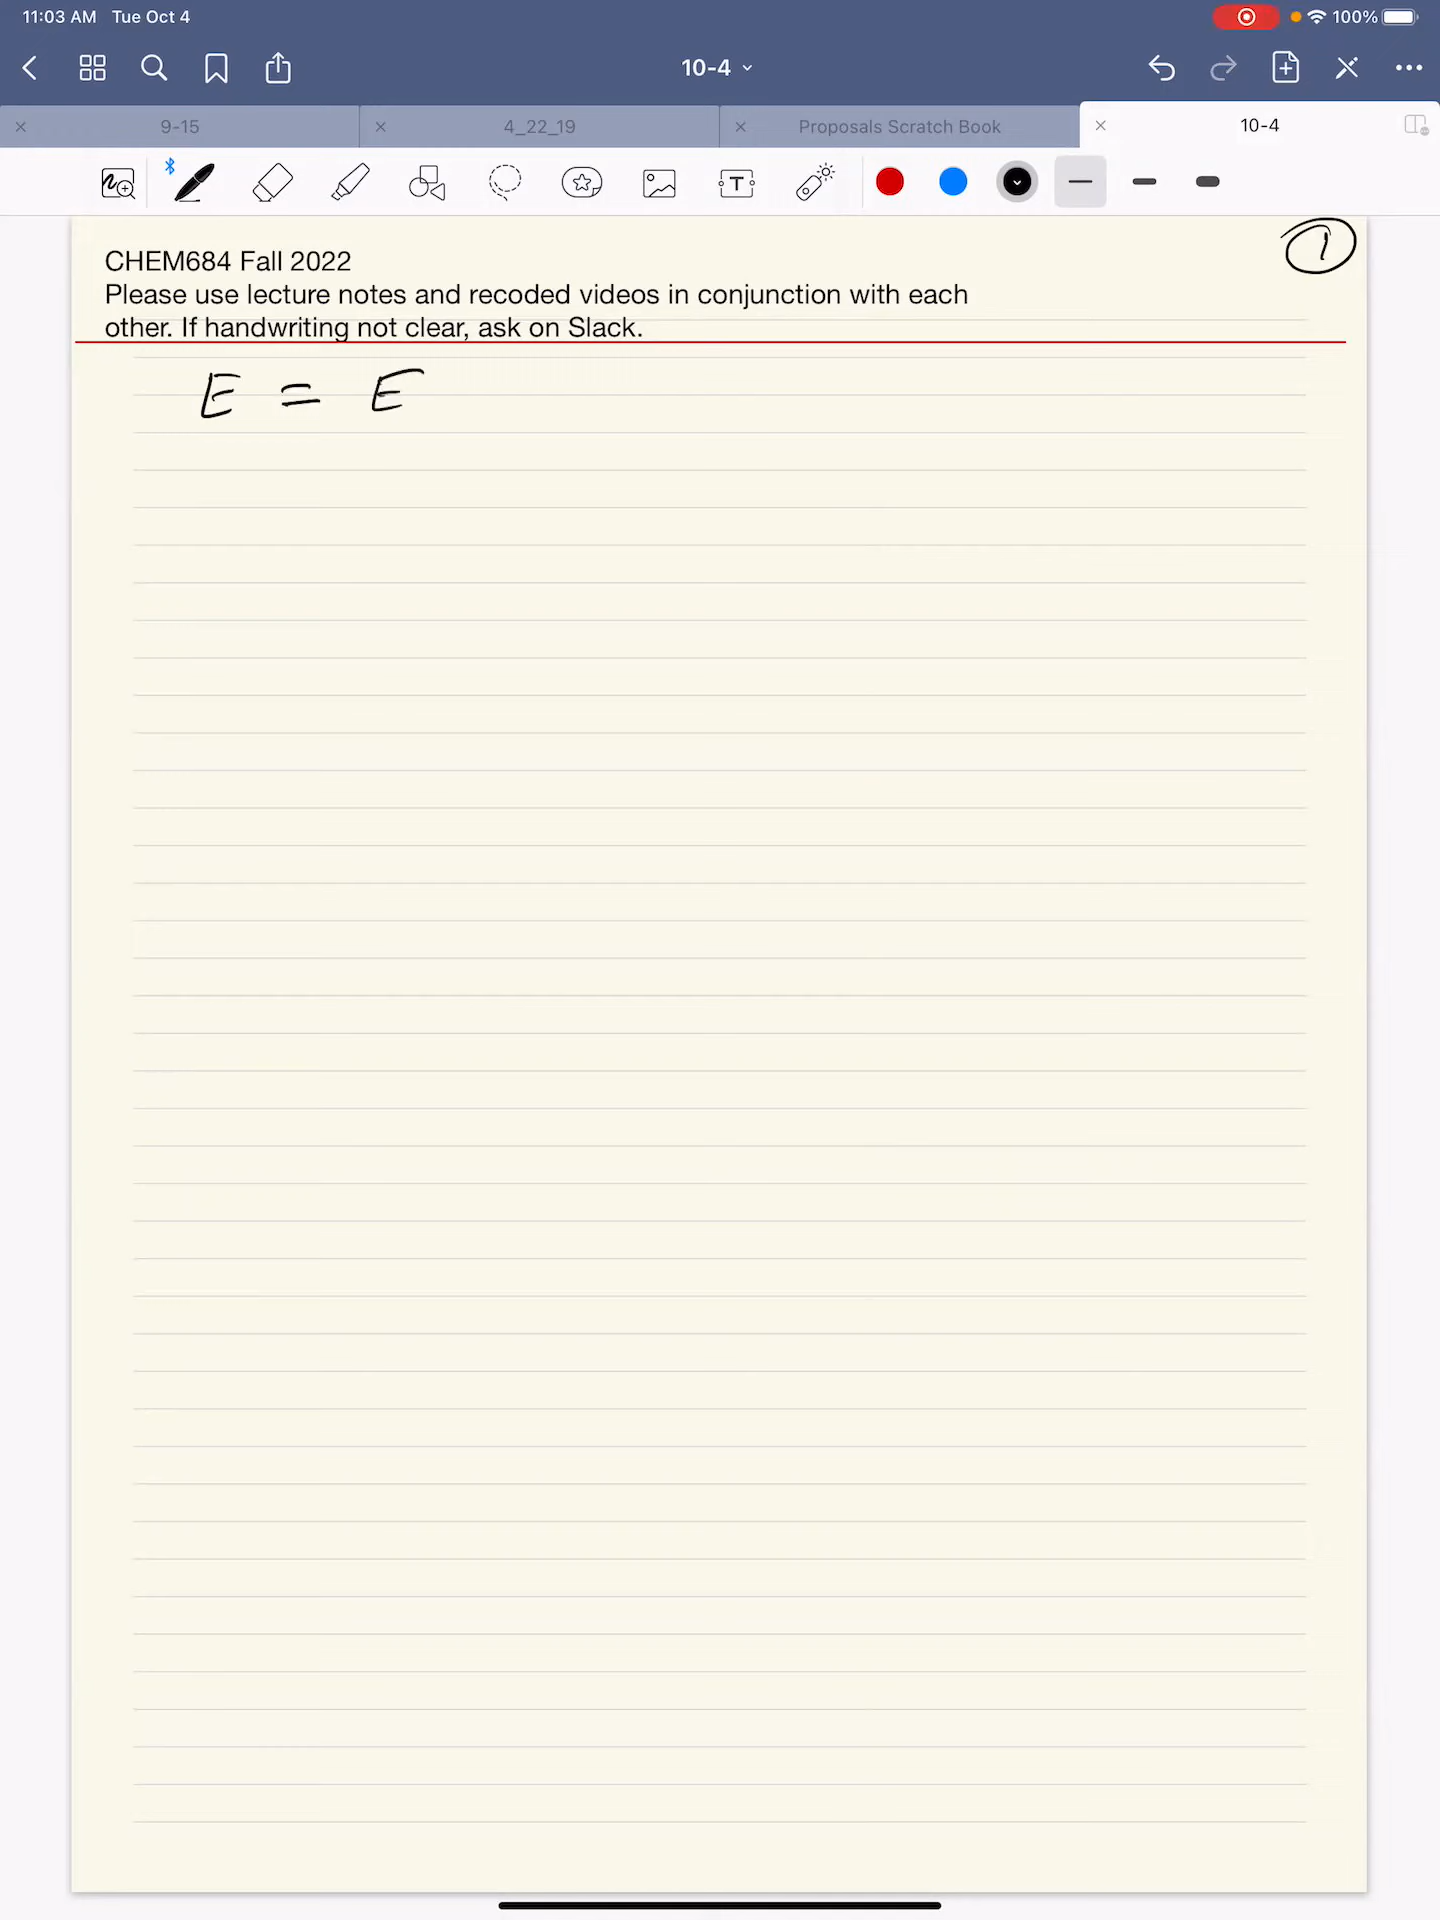 11:03 AM Tue Oct 4 100%
10-4
9-15 4_22_19 Proposals Scratch Book 10-4
T
1
CHEM684 Fall 2022
Please use lecture notes and recoded videos in conjunction with each
other. If handwriting not clear, ask on Slack.
E = E